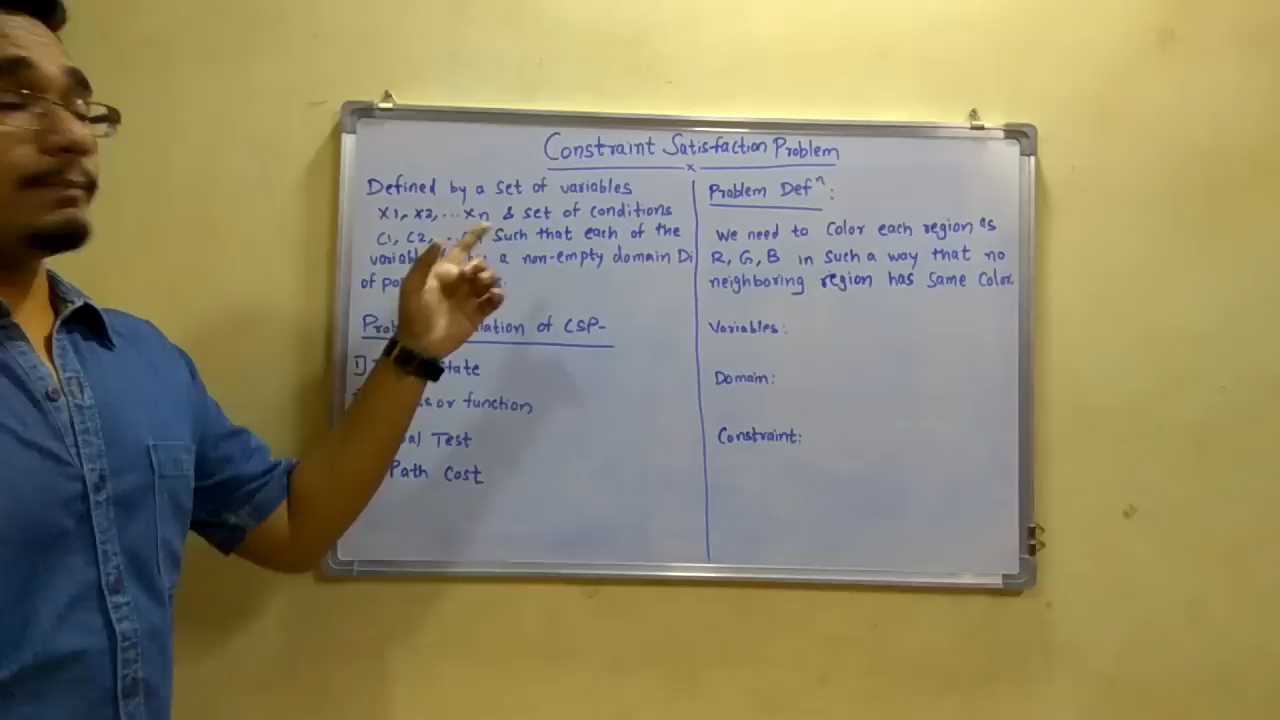 Constraint Satisfaction Problem
x
Defined by a set of variables
X1, X2, ... Xn & set of conditions
C1, C2, .. Such that each of the
a non-empty domain Di
of
of CSP-
1) State
function
Test
Path Cost
Problem Defn:
We need to Color each region as
R, G, B in such a way that no
neighboring region has same Color
Variables:
Domain:
Constraint: